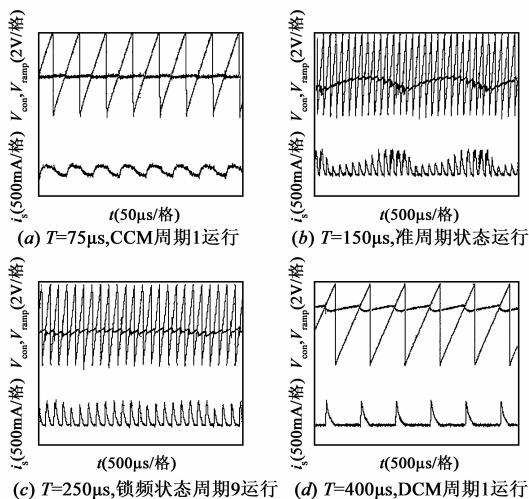 V_con,V_ramp(2V/格)
i_s(500mA/格)
t(50μs/格)
(a) T=75μs,CCM周期1运行
V_con,V_ramp(2V/格)
i_s(500mA/格)
t(500μs/格)
(b) T=150μs,准周期状态运行
V_con,V_ramp(2V/格)
i_s(500mA/格)
t(500μs/格)
(c) T=250μs,锁频状态周期9运行
V_con,V_ramp(2V/格)
i_s(500mA/格)
t(500μs/格)
(d) T=400μs,DCM周期1运行